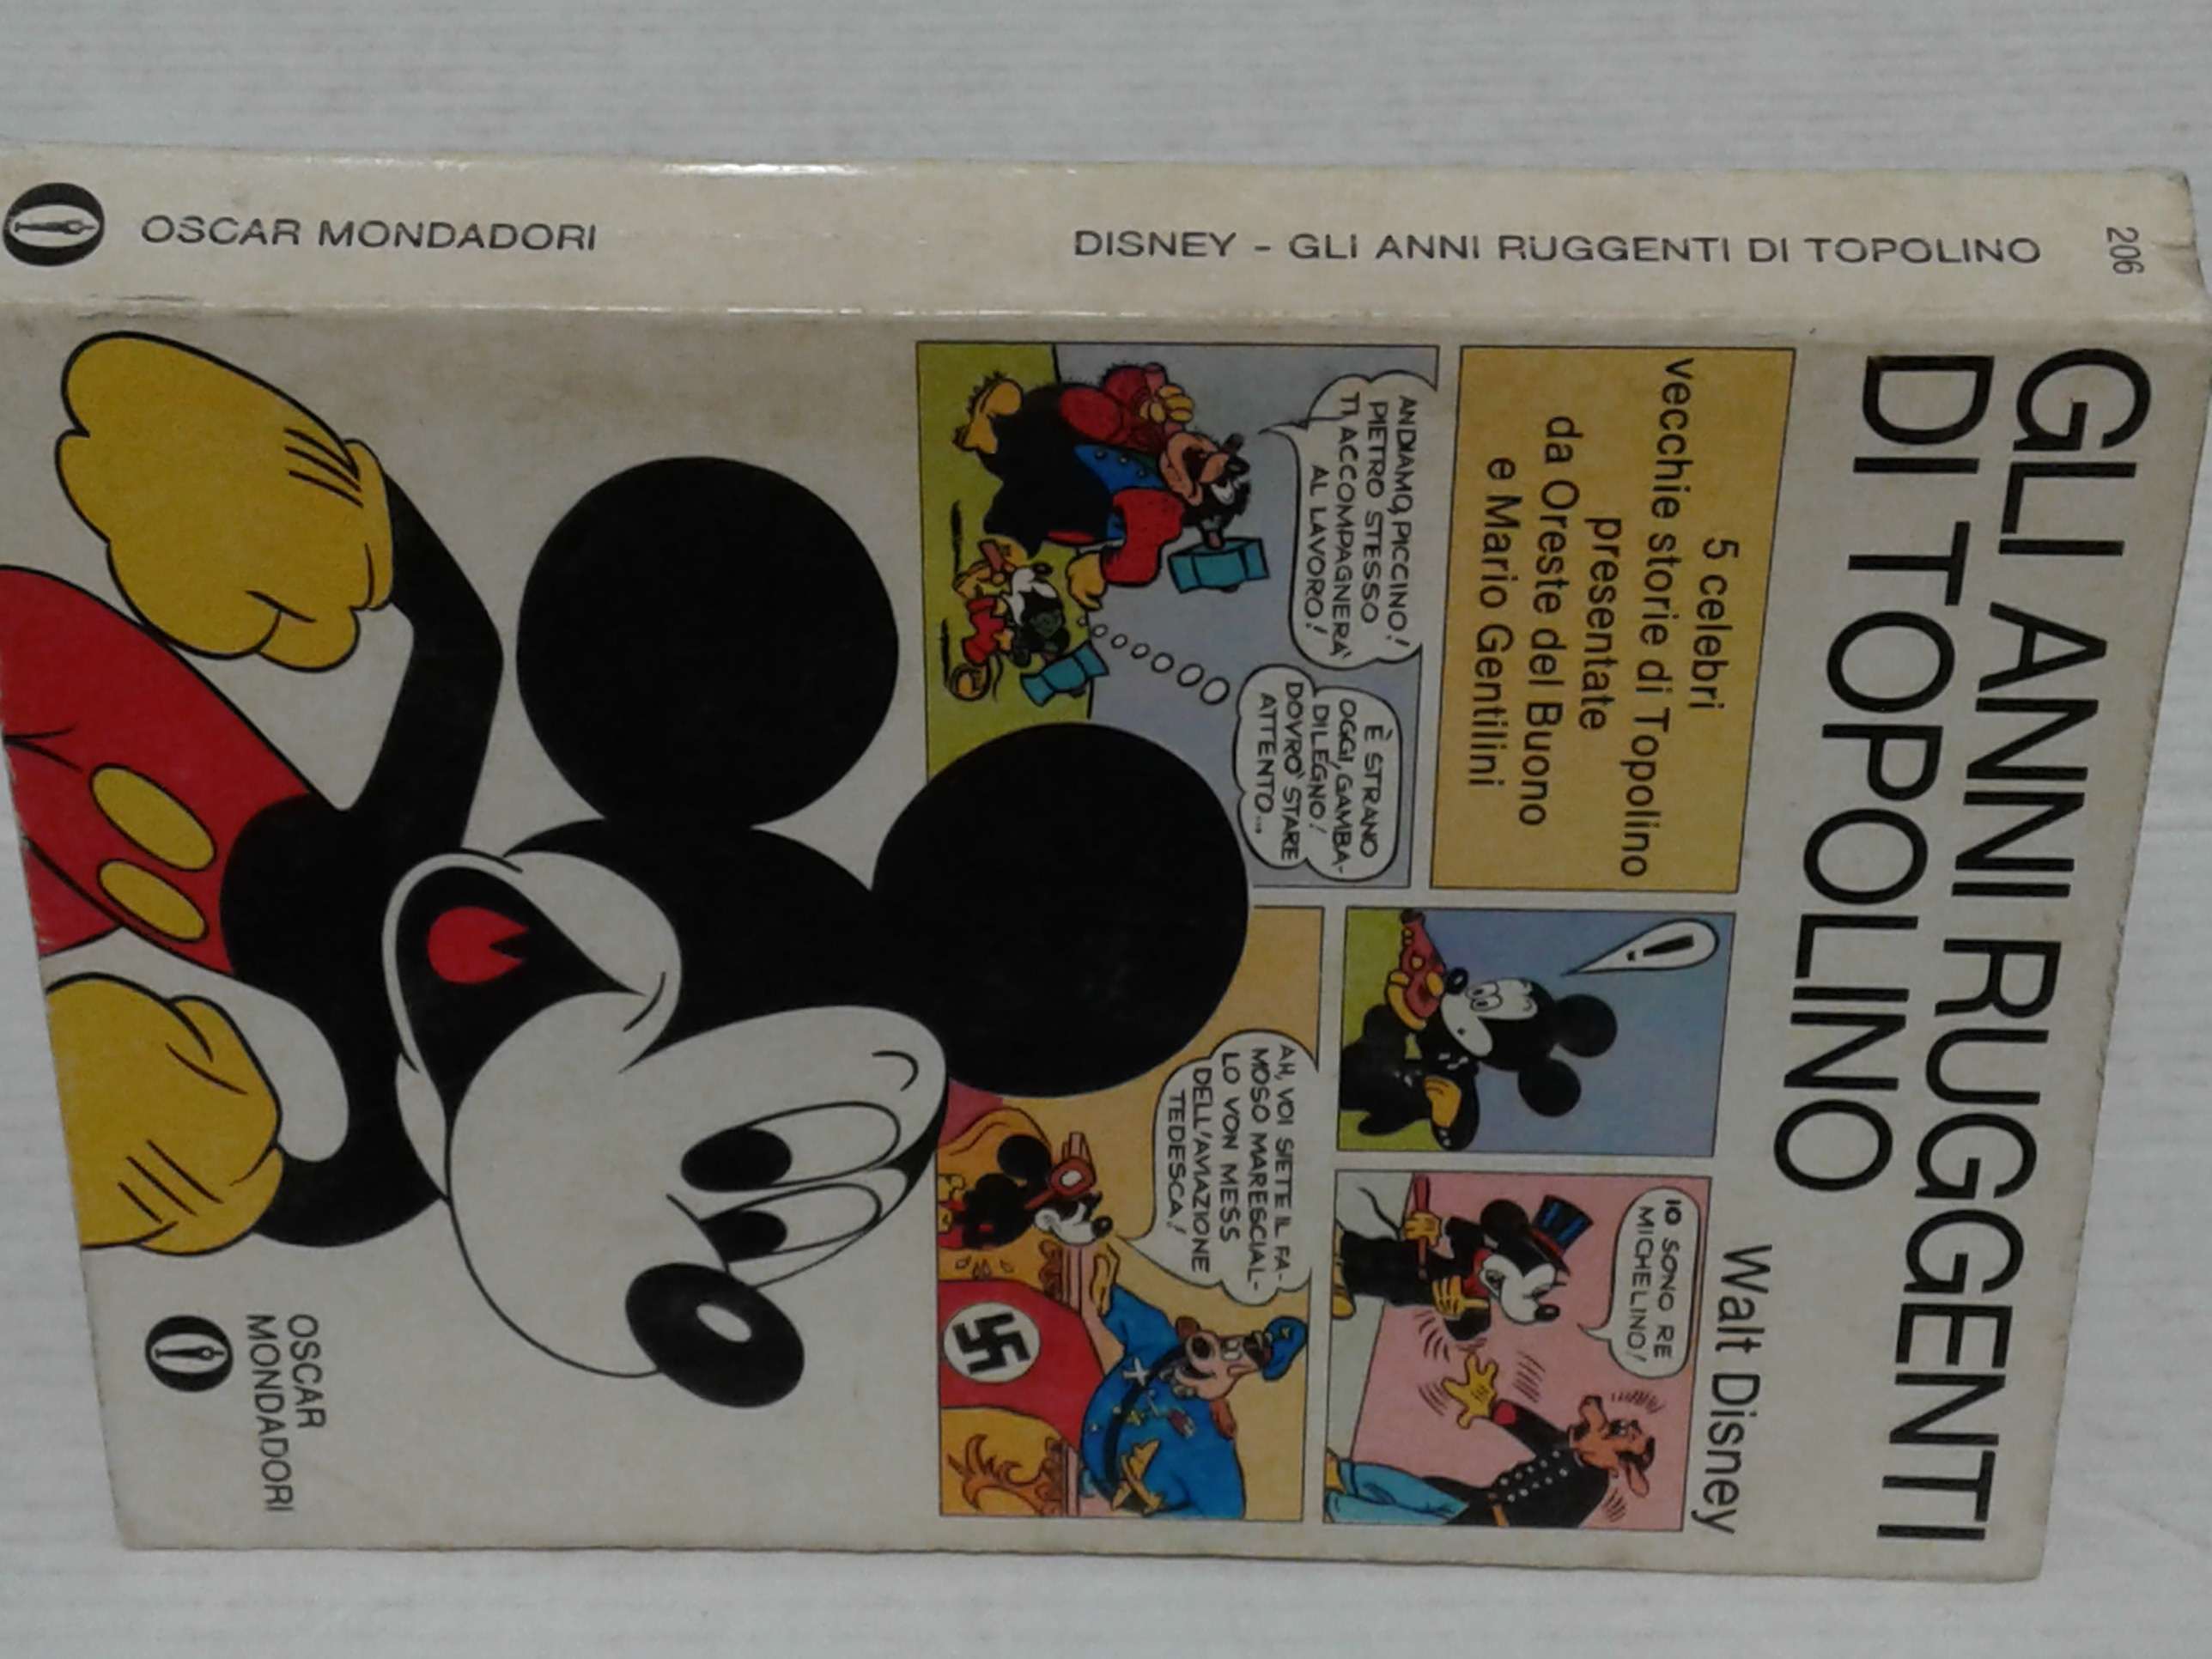 206
DISNEY - GLI ANNI RUGGENTI DI TOPOLINO
OSCAR MONDADORI
GLI ANNI RUGGENTI
DI TOPOLINO
Walt Disney
5 celebri
vecchie storie di Topolino
presentate
da Oreste del Buono
e Mario Gentilini
!
IO SONO RE
MICHELINO!
ANDIAMO, PICCINO!
PIETRO STESSO
TI ACCOMPAGNERA'
AL LAVORO!
È STRANO
OGGI, GAMBA-
DILEGNO!
DOVRO' STARE
ATTENTO...
AH, VOI SIETE IL FA-
MOSO MARESCIAL-
LO VON MESS
DELL'AVIAZIONE
TEDESCA!
OSCAR
MONDADORI